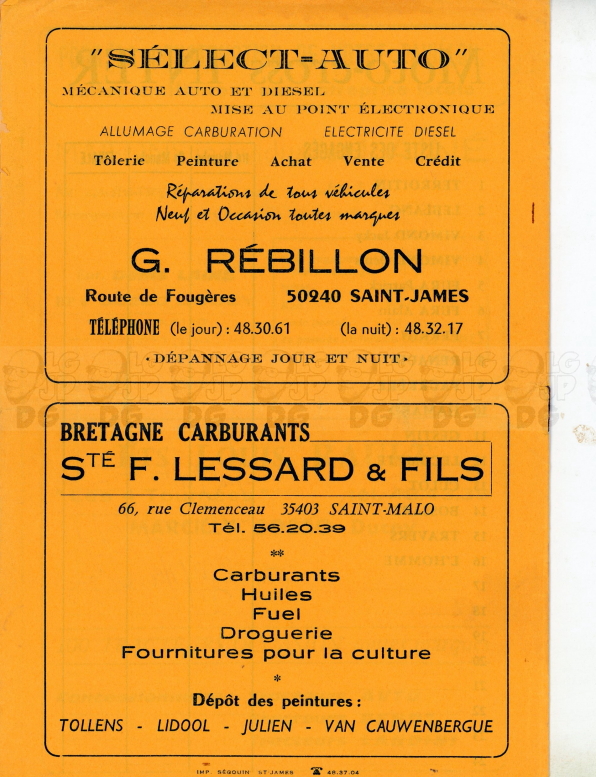 "SÉLECT=AUTO"
MÉCANIQUE AUTO ET DIESEL
MISE AU POINT ÉLECTRONIQUE
ALLUMAGE CARBURATION ELECTRICITE DIESEL
Tôlerie Peinture Achat Vente Crédit
Réparations de tous véhicules
Neuf et Occasion toutes marques
G. RÉBILLON
Route de Fougères 50240 SAINT-JAMES
TÉLÉPHONE (le jour) : 48.30.61 (la nuit) : 48.32.17
· DÉPANNAGE JOUR ET NUIT ·
BRETAGNE CARBURANTS
STÉ F. LESSARD & FILS
66, rue Clemenceau 35403 SAINT-MALO
Tél. 56.20.39
**
Carburants
Huiles
Fuel
Droguerie
Fournitures pour la culture
*
Dépôt des peintures :
TOLLENS - LIDOOL - JULIEN - VAN CAUWENBERGUE
IMP. SÉGOUIN ST-JAMES ☎ 48.37.04